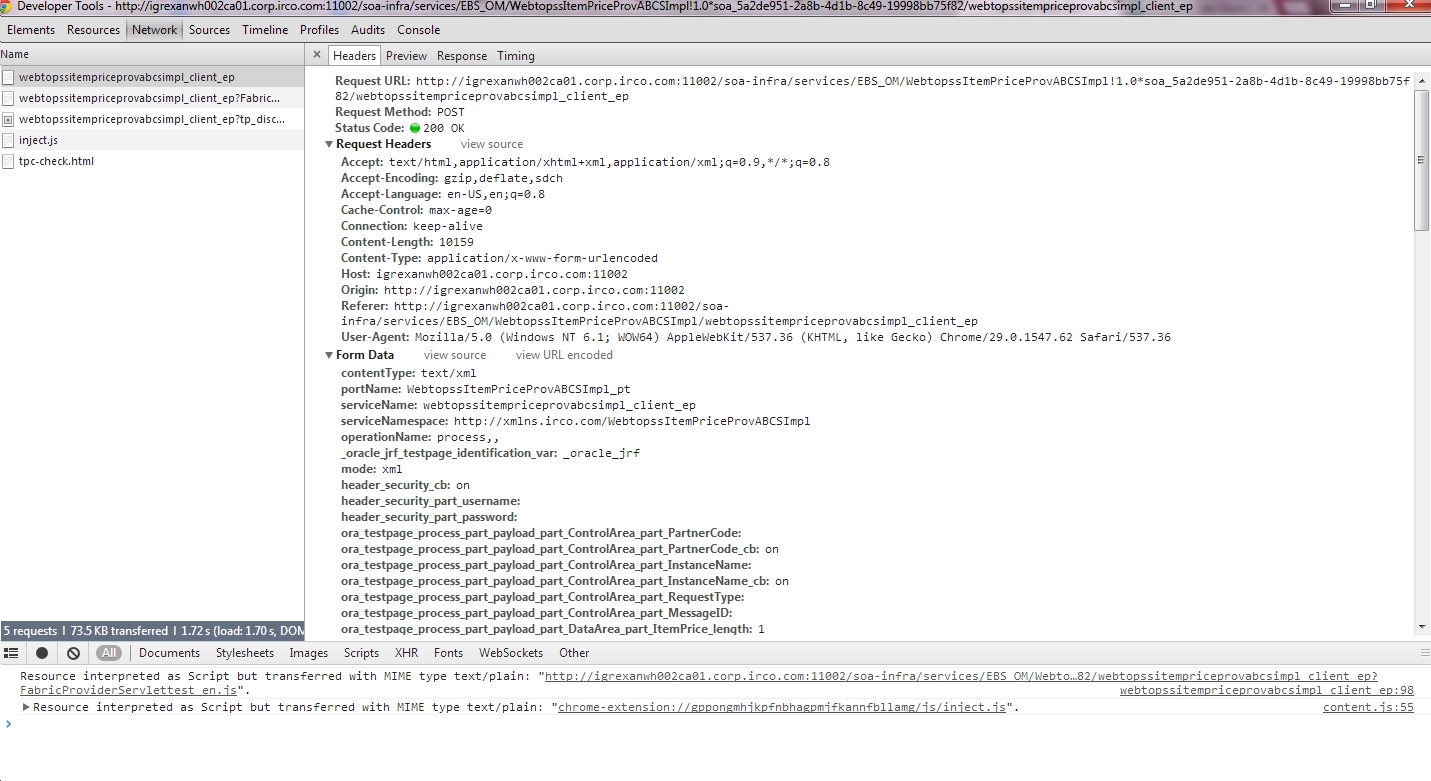 Developer Tools - http://igrexanwh002ca01.corp.irco.com:11002/soa-infra/services/EBS_OM/WebtopssItemPriceProvABCSImpl!1.0*soa_5a2de951-2a8b-4d1b-8c49-19998bb75f82/webtopssitempriceprovabcsimpl_client_ep
Elements Resources Network Sources Timeline Profiles Audits Console
Name
webtopssitempriceprovabcsimpl_client_ep
webtopssitempriceprovabcsimpl_client_ep?Fabric...
webtopssitempriceprovabcsimpl_client_ep?tp_disc...
inject.js
tpc-check.html
5 requests | 73.5 KB transferred | 1.72 s (load: 1.70 s, DOM
× Headers Preview Response Timing
Request URL: http://igrexanwh002ca01.corp.irco.com:11002/soa-infra/services/EBS_OM/WebtopssItemPriceProvABCSImpl!1.0*soa_5a2de951-2a8b-4d1b-8c49-19998bb75f
82/webtopssitempriceprovabcsimpl_client_ep
Request Method: POST
Status Code: 200 OK
Request Headers view source
Accept: text/html,application/xhtml+xml,application/xml;q=0.9,*/*;q=0.8
Accept-Encoding: gzip,deflate,sdch
Accept-Language: en-US,en;q=0.8
Cache-Control: max-age=0
Connection: keep-alive
Content-Length: 10159
Content-Type: application/x-www-form-urlencoded
Host: igrexanwh002ca01.corp.irco.com:11002
Origin: http://igrexanwh002ca01.corp.irco.com:11002
Referer: http://igrexanwh002ca01.corp.irco.com:11002/soa-
infra/services/EBS_OM/WebtopssItemPriceProvABCSImpl/webtopssitempriceprovabcsimpl_client_ep
User-Agent: Mozilla/5.0 (Windows NT 6.1; WOW64) AppleWebKit/537.36 (KHTML, like Gecko) Chrome/29.0.1547.62 Safari/537.36
Form Data view source view URL encoded
contentType: text/xml
portName: WebtopssItemPriceProvABCSImpl_pt
serviceName: webtopssitempriceprovabcsimpl_client_ep
serviceNamespace: http://xmlns.irco.com/WebtopssItemPriceProvABCSImpl
operationName: process,,
_oracle_jrf_testpage_identification_var: _oracle_jrf
mode: xml
header_security_cb: on
header_security_part_username:
header_security_part_password:
ora_testpage_process_part_payload_part_ControlArea_part_PartnerCode:
ora_testpage_process_part_payload_part_ControlArea_part_PartnerCode_cb: on
ora_testpage_process_part_payload_part_ControlArea_part_InstanceName:
ora_testpage_process_part_payload_part_ControlArea_part_InstanceName_cb: on
ora_testpage_process_part_payload_part_ControlArea_part_RequestType:
ora_testpage_process_part_payload_part_ControlArea_part_MessageID:
ora_testpage_process_part_payload_part_DataArea_part_ItemPrice_length: 1
All Documents Stylesheets Images Scripts XHR Fonts WebSockets Other
Resource interpreted as Script but transferred with MIME type text/plain: "http://igrexanwh002ca01.corp.irco.com:11002/soa-infra/services/EBS_OM/Webto…82/webtopssitempriceprovabcsimpl_client_ep?
FabricProviderServlettest_en.js". webtopssitempriceprovabcsimpl_client_ep:98
Resource interpreted as Script but transferred with MIME type text/plain: "chrome-extension://gppongmhjkpfnbhagpmjfkannfbllamg/js/inject.js". content.js:55